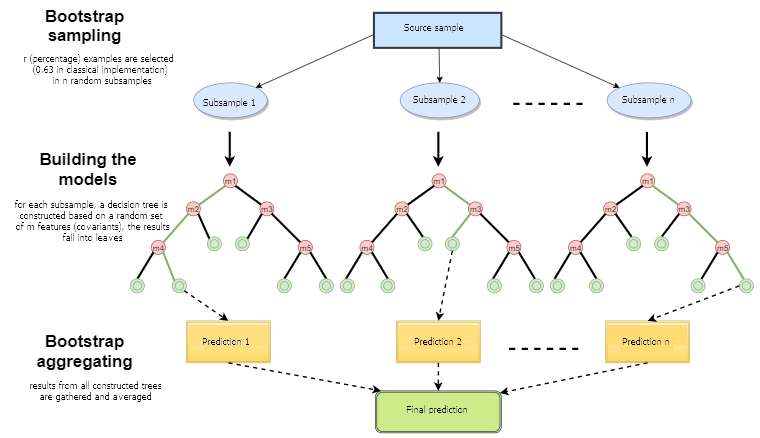 Bootstrap
sampling
r (percentage) examples are selected
(0.63 in classical implementation)
in n random subsamples
Source sample
Subsample 1
Subsample 2
Subsample n
Building the
models
for each subsample, a decision tree is
constructed based on a random set
of m features (covariants), the results
fall into leaves
m1
m2
m3
m4
m5
m1
m2
m3
m4
m5
m1
m2
m3
m4
m5
Bootstrap
aggregating
results from all constructed trees
are gathered and averaged
Prediction 1
Prediction 2
Prediction n
Final prediction